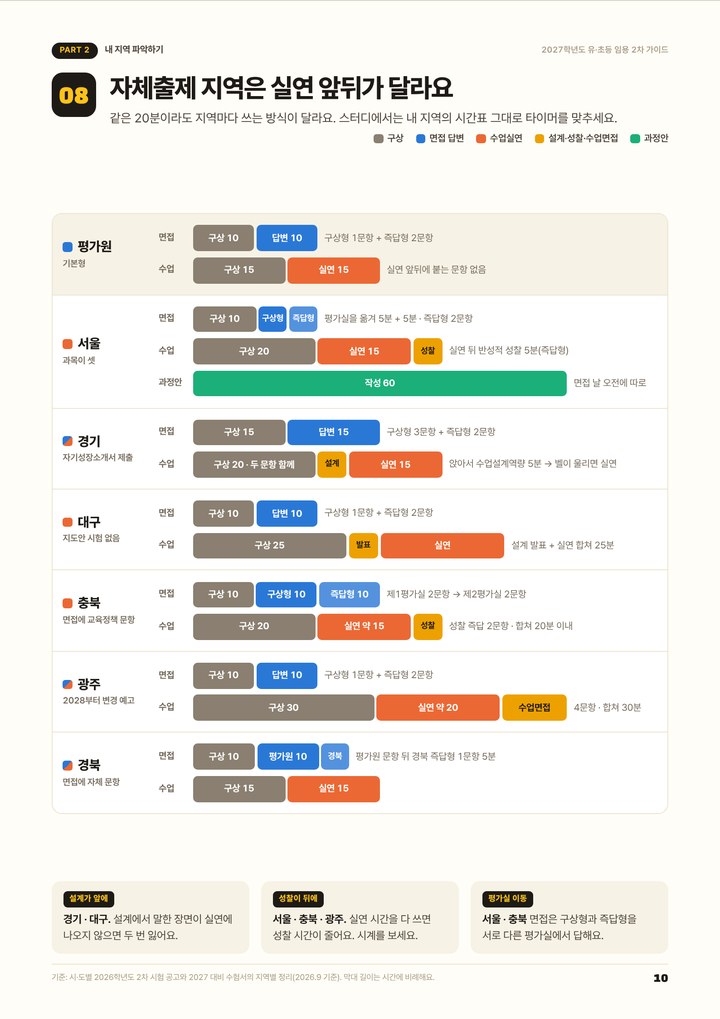 PART 2 내 지역 파악하기
2027학년도 유·초등 임용 2차 가이드
08 자체출제 지역은 실연 앞뒤가 달라요
같은 20분이라도 지역마다 쓰는 방식이 달라요. 스터디에서는 내 지역의 시간표 그대로 타이머를 맞추세요.
구상 면접 답변 수업실연 설계·성찰·수업면접 과정안
평가원
기본형
면접 구상 10 답변 10 구상형 1문항 + 즉답형 2문항
수업 구상 15 실연 15 실연 앞뒤에 붙는 문항 없음
서울
과목이 셋
면접 구상 10 구상형 즉답형 평가실을 옮겨 5분 + 5분 · 즉답형 2문항
수업 구상 20 실연 15 성찰 실연 뒤 반성적 성찰 5분(즉답형)
과정안 작성 60 면접 날 오전에 따로
경기
자기성장소개서 제출
면접 구상 15 답변 15 구상형 3문항 + 즉답형 2문항
수업 구상 20 · 두 문항 함께 설계 실연 15 앉아서 수업설계역량 5분 → 벨이 울리면 실연
대구
지도안 시험 없음
면접 구상 10 답변 10 구상형 1문항 + 즉답형 2문항
수업 구상 25 발표 실연 설계 발표 + 실연 합쳐 25분
충북
면접에 교육정책 문항
면접 구상 10 구상형 10 즉답형 10 제1평가실 2문항 → 제2평가실 2문항
수업 구상 20 실연 약 15 성찰 성찰 즉답 2문항 · 합쳐 20분 이내
광주
2028부터 변경 예고
면접 구상 10 답변 10 구상형 1문항 + 즉답형 2문항
수업 구상 30 실연 약 20 수업면접 4문항 · 합쳐 30분
경북
면접에 자체 문항
면접 구상 10 평가원 10 경북 평가원 문항 뒤 경북 즉답형 1문항 5분
수업 구상 15 실연 15
설계가 앞에
경기 · 대구. 설계에서 말한 장면이 실연에
나오지 않으면 두 번 잃어요.
성찰이 뒤에
서울 · 충북 · 광주. 실연 시간을 다 쓰면
성찰 시간이 줄어요. 시계를 보세요.
평가실 이동
서울 · 충북 면접은 구상형과 즉답형을
서로 다른 평가실에서 답해요.
기준: 시·도별 2026학년도 2차 시험 공고와 2027 대비 수험서의 지역별 정리(2026.9 기준). 막대 길이는 시간에 비례해요.
10